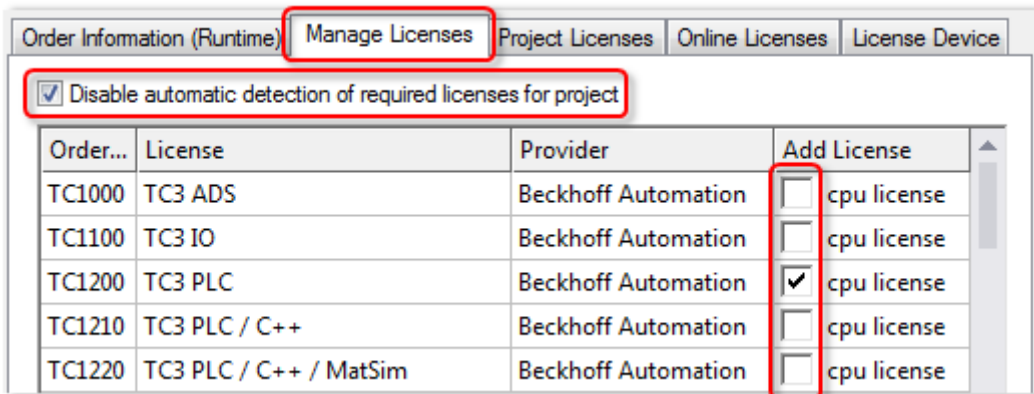 Order Information (Runtime) Manage Licenses Project Licenses Online Licenses License Device
Disable automatic detection of required licenses for project
Order... License Provider Add License
TC1000 TC3 ADS Beckhoff Automation cpu license
TC1100 TC3 IO Beckhoff Automation cpu license
TC1200 TC3 PLC Beckhoff Automation cpu license
TC1210 TC3 PLC / C++ Beckhoff Automation cpu license
TC1220 TC3 PLC / C++ / MatSim Beckhoff Automation cpu license